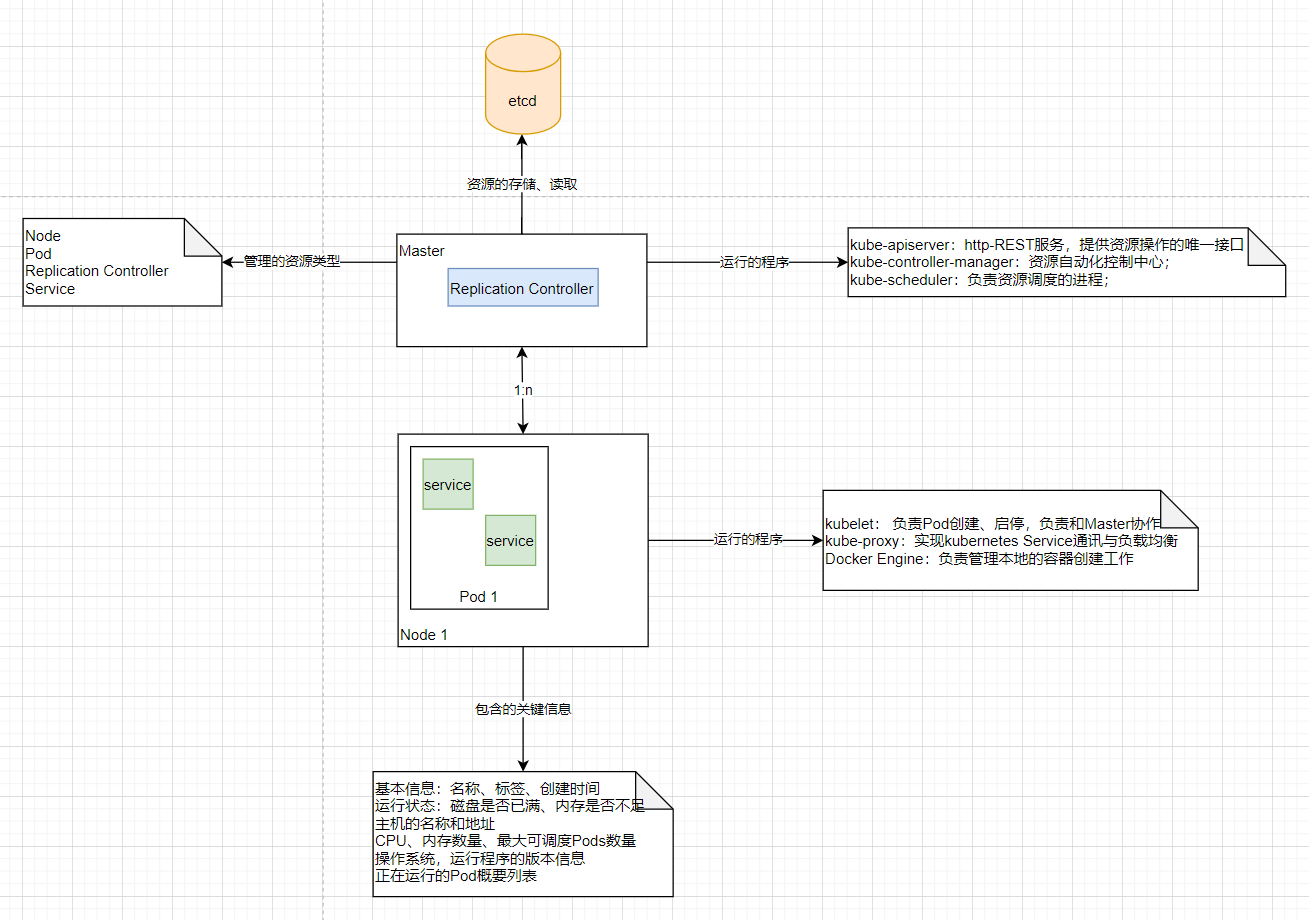 etcd
资源的存储、读取
Node
Pod
Replication Controller
Service
管理的资源类型
Master
Replication Controller
运行的程序
kube-apiserver：http-REST服务，提供资源操作的唯一接口
kube-controller-manager：资源自动化控制中心；
kube-scheduler：负责资源调度的进程；
1:n
service
service
Pod 1
Node 1
运行的程序
kubelet： 负责Pod创建、启停，负责和Master协作
kube-proxy：实现kubernetes Service通讯与负载均衡
Docker Engine：负责管理本地的容器创建工作
包含的关键信息
基本信息：名称、标签、创建时间
运行状态：磁盘是否已满、内存是否不足
主机的名称和地址
CPU、内存数量、最大可调度Pods数量
操作系统，运行程序的版本信息
正在运行的Pod概要列表